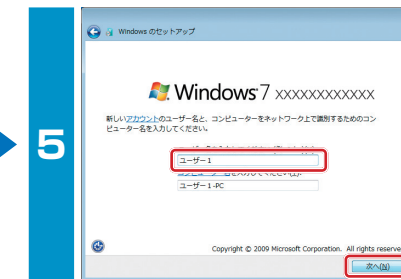 5
Windows のセットアップ
Windows 7 xxxxxxxxxxxxx
新しいアカウントのユーザー名と、コンピューターをネットワーク上で識別するためのコン
ピューター名を入力してください。
ユーザー1
ユーザー1-PC
Copyright © 2009 Microsoft Corporation. All rights reserve
次へ(N)